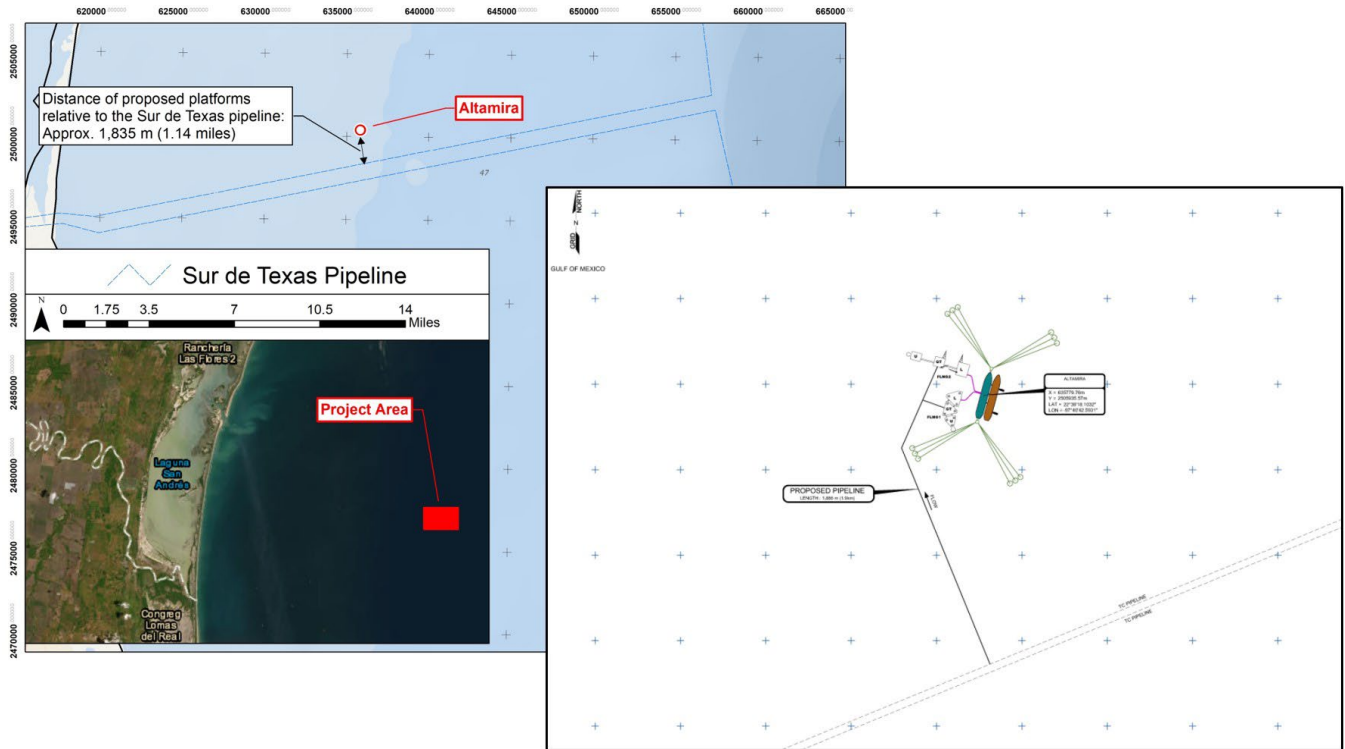 620000
625000
630000
635000
640000
645000
650000
655000
660000
665000
2505000
2500000
2495000
2490000
2485000
2480000
2475000
2470000
Distance of proposed platforms
relative to the Sur de Texas pipeline:
Approx. 1,835 m (1.14 miles)
Altamira
47
Sur de Texas Pipeline
N
0 1.75 3.5 7 10.5 14
Miles
Ranchería
Las Flores 2
Project Area
Laguna
San
Andrés
Congreg
Lomas
del Real
NORTH
N
GRID
GULF OF MEXICO
FLNG2
FLNG1
L
L
ALTAMIRA
PROPOSED PIPELINE
FLOW
TC PIPELINE
TC PIPELINE